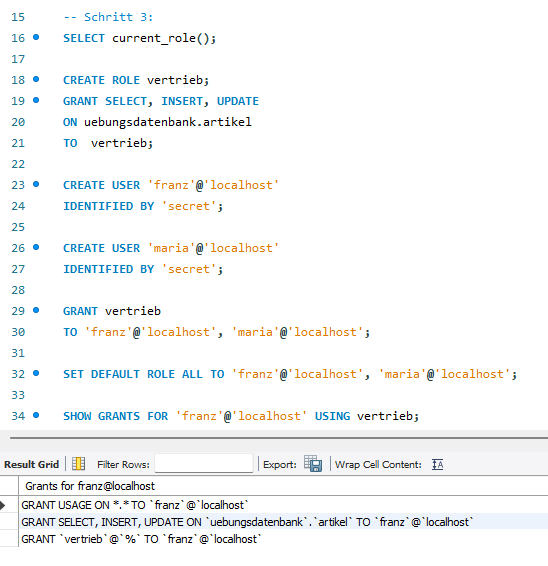 15 -- Schritt 3:
16 SELECT current_role();
17
18 CREATE ROLE vertrieb;
19 GRANT SELECT, INSERT, UPDATE
20 ON uebungsdatenbank.artikel
21 TO  vertrieb;
22
23 CREATE USER 'franz'@'localhost'
24 IDENTIFIED BY 'secret';
25
26 CREATE USER 'maria'@'localhost'
27 IDENTIFIED BY 'secret';
28
29 GRANT vertrieb
30 TO 'franz'@'localhost', 'maria'@'localhost';
31
32 SET DEFAULT ROLE ALL TO 'franz'@'localhost', 'maria'@'localhost';
33
34 SHOW GRANTS FOR 'franz'@'localhost' USING vertrieb;
Result Grid Filter Rows: Export: Wrap Cell Content: IA
Grants for franz@localhost
GRANT USAGE ON *.* TO `franz`@`localhost`
GRANT SELECT, INSERT, UPDATE ON `uebungsdatenbank`.`artikel` TO `franz`@`localhost`
GRANT `vertrieb`@`%` TO `franz`@`localhost`